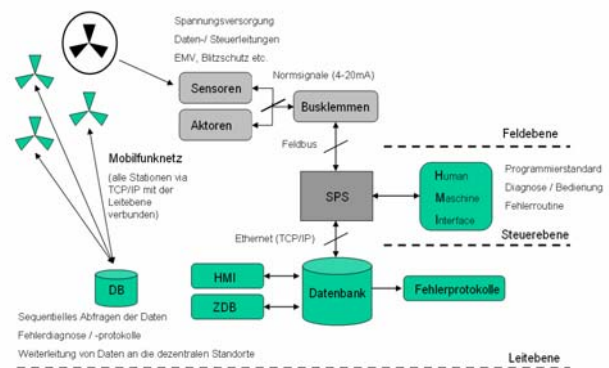 Spannungsversorgung
Daten-/ Steuerleitungen
EMV, Blitzschutz etc.
Sensoren
Aktoren
Normsignale (4-20mA)
Busklemmen
Feldbus
Feldebene
Mobilfunknetz
(alle Stationen via
TCP/IP mit der
Leitebene
verbunden)
SPS
Human
Maschine
Interface
Programmierstandard
Diagnose / Bedienung
Fehlerroutine
Steuerebene
Ethernet (TCP/IP)
DB
HMI
ZDB
Datenbank
Fehlerprotokolle
Sequentielles Abfragen der Daten
Fehlerdiagnose / -protokolle
Weiterleitung von Daten an die dezentralen Standorte
Leitebene